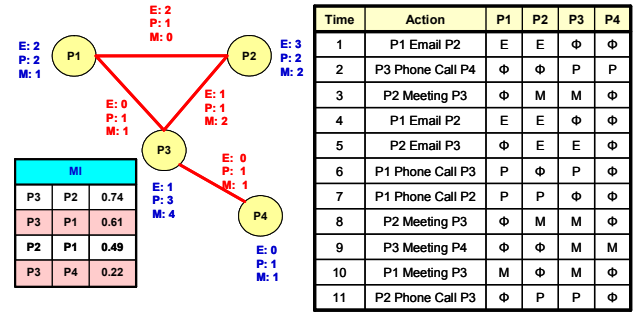 E: 2
P: 1
M: 0
E: 2
P: 2
M: 1
P1
P2
E: 3
P: 2
M: 2
E: 0
P: 1
M: 1
E: 1
P: 1
M: 2
P3
E: 0
P: 1
M: 1
E: 1
P: 3
M: 4
P4
E: 0
P: 1
M: 1
MI
P3 P2 0.74
P3 P1 0.61
P2 P1 0.49
P3 P4 0.22
Time Action P1 P2 P3 P4
1 P1 Email P2 E E Φ Φ
2 P3 Phone Call P4 Φ Φ P P
3 P2 Meeting P3 Φ M M Φ
4 P1 Email P2 E E Φ Φ
5 P2 Email P3 Φ E E Φ
6 P1 Phone Call P3 P Φ P Φ
7 P1 Phone Call P2 P P Φ Φ
8 P2 Meeting P3 Φ M M Φ
9 P3 Meeting P4 Φ Φ M M
10 P1 Meeting P3 M Φ M Φ
11 P2 Phone Call P3 Φ P P Φ